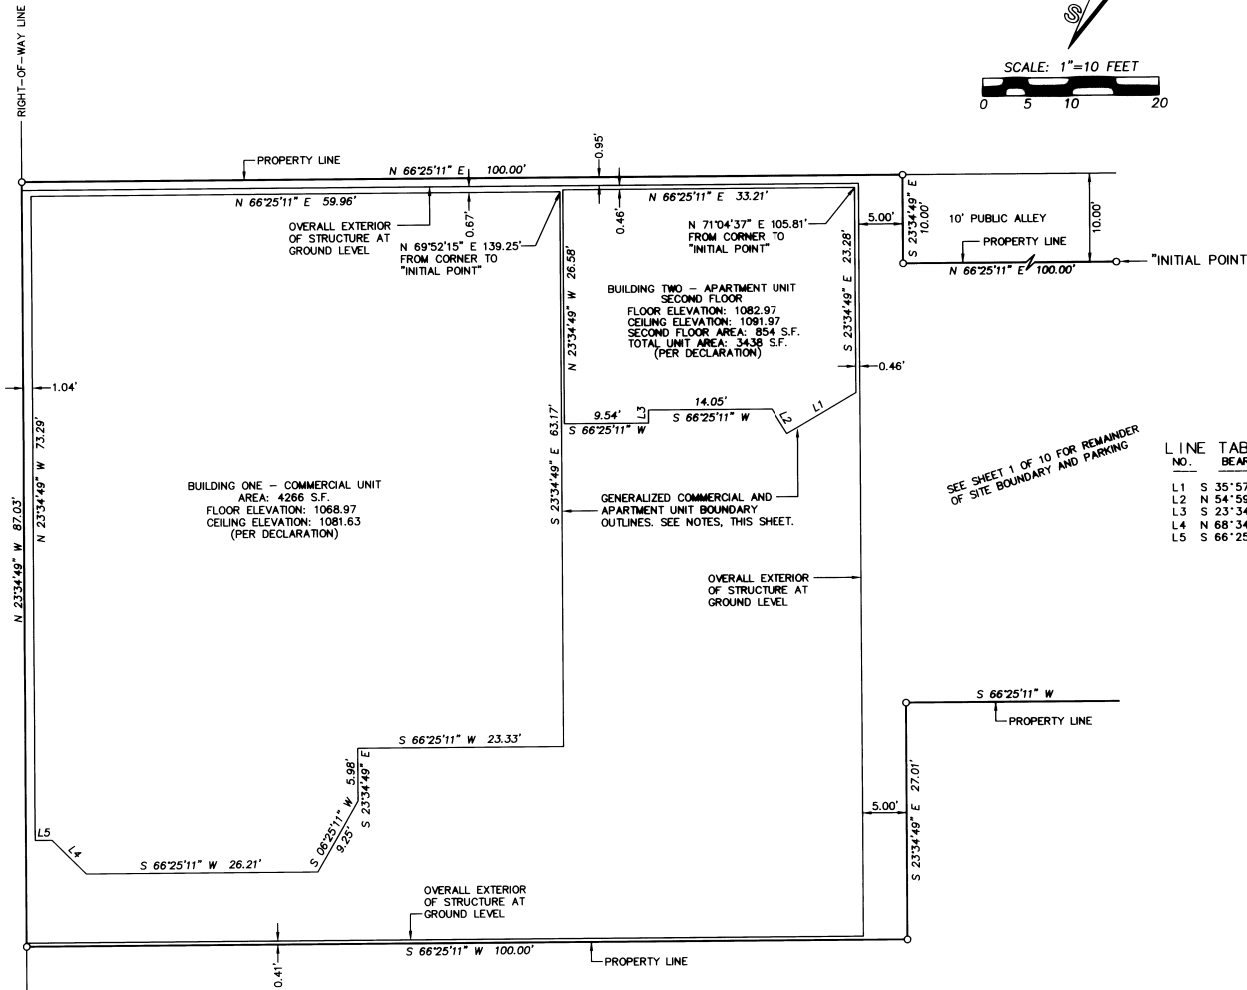 RIGHT-OF-WAY LINE
S
SCALE: 1"=10 FEET
0 5 10 20
PROPERTY LINE
N 66°25'11" E 100.00'
0.95'
N 66°25'11" E 59.96'
0.67'
0.46'
N 66°25'11" E 33.21'
OVERALL EXTERIOR
OF STRUCTURE AT
GROUND LEVEL
N 69°52'15" E 139.25'
FROM CORNER TO
"INITIAL POINT"
N 71°04'37" E 105.81'
FROM CORNER TO
"INITIAL POINT"
5.00'
S 23°34'49" E
10.00'
10' PUBLIC ALLEY
PROPERTY LINE
10.00'
N 66°25'11" E 100.00'
"INITIAL POINT
N 23°34'49" W 26.58'
S 23°34'49" E 23.28'
BUILDING TWO - APARTMENT UNIT
SECOND FLOOR
FLOOR ELEVATION: 1082.97
CEILING ELEVATION: 1091.97
SECOND FLOOR AREA: 854 S.F.
TOTAL UNIT AREA: 3438 S.F.
(PER DECLARATION)
0.46'
1.04'
N 23°34'49" W 87.03'
N 23°34'49" W 73.29'
9.54'
S 66°25'11" W
L3
14.05'
S 66°25'11" W
L2
L1
S 23°34'49" E 63.17'
BUILDING ONE - COMMERCIAL UNIT
AREA: 4266 S.F.
FLOOR ELEVATION: 1068.97
CEILING ELEVATION: 1081.63
(PER DECLARATION)
GENERALIZED COMMERCIAL AND
APARTMENT UNIT BOUNDARY
OUTLINES. SEE NOTES, THIS SHEET.
SEE SHEET 1 OF 10 FOR REMAINDER
OF SITE BOUNDARY AND PARKING
LINE TAB
NO. BEAR
L1 S 35°57
L2 N 54°59
L3 S 23°34
L4 N 68°34
L5 S 66°25
OVERALL EXTERIOR
OF STRUCTURE AT
GROUND LEVEL
S 66°25'11" W
PROPERTY LINE
S 66°25'11" W 23.33'
5.98'
S 23°34'49" E
S 06°25'11" W
9.25'
L5
L4
S 66°25'11" W 26.21'
5.00'
S 23°34'49" E 27.01'
OVERALL EXTERIOR
OF STRUCTURE AT
GROUND LEVEL
0.41'
S 66°25'11" W 100.00'
PROPERTY LINE